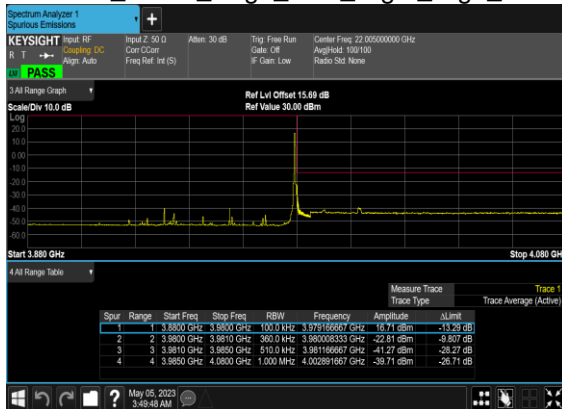 Spectrum Analyzer 1
Spurious Emissions
+
KEYSIGHT Input: RF Input Z: 50 Ω Atten: 30 dB Trig: Free Run Center Freq: 22.005000000 GHz
R T Coupling: DC Corr CCorr Gate: Off Avg|Hold: 100/100
Align: Auto Freq Ref: Int (S) IF Gain: Low Radio Std: None
PASS
3 All Range Graph
Ref Lvl Offset 15.69 dB
Scale/Div 10.0 dB Ref Value 30.00 dBm
Log
20.0
10.0
0.00
-10.0
-20.0
-30.0
-40.0
-50.0
-60.0
Start 3.880 GHz Stop 4.080 GH
4 All Range Table
Measure Trace Trace 1
Trace Type Trace Average (Active)
Spur Range Start Freq Stop Freq RBW Frequency Amplitude ΔLimit
1 1 3.8800 GHz 3.9800 GHz 100.0 kHz 3.979166667 GHz 16.71 dBm -13.29 dB
2 2 3.9800 GHz 3.9810 GHz 360.0 kHz 3.980008333 GHz -22.81 dBm -9.807 dB
3 3 3.9810 GHz 3.9850 GHz 510.0 kHz 3.981166667 GHz -41.27 dBm -28.27 dB
4 4 3.9850 GHz 4.0800 GHz 1.000 MHz 4.002891667 GHz -39.71 dBm -26.71 dB
? May 05, 2023
3:49:48 AM